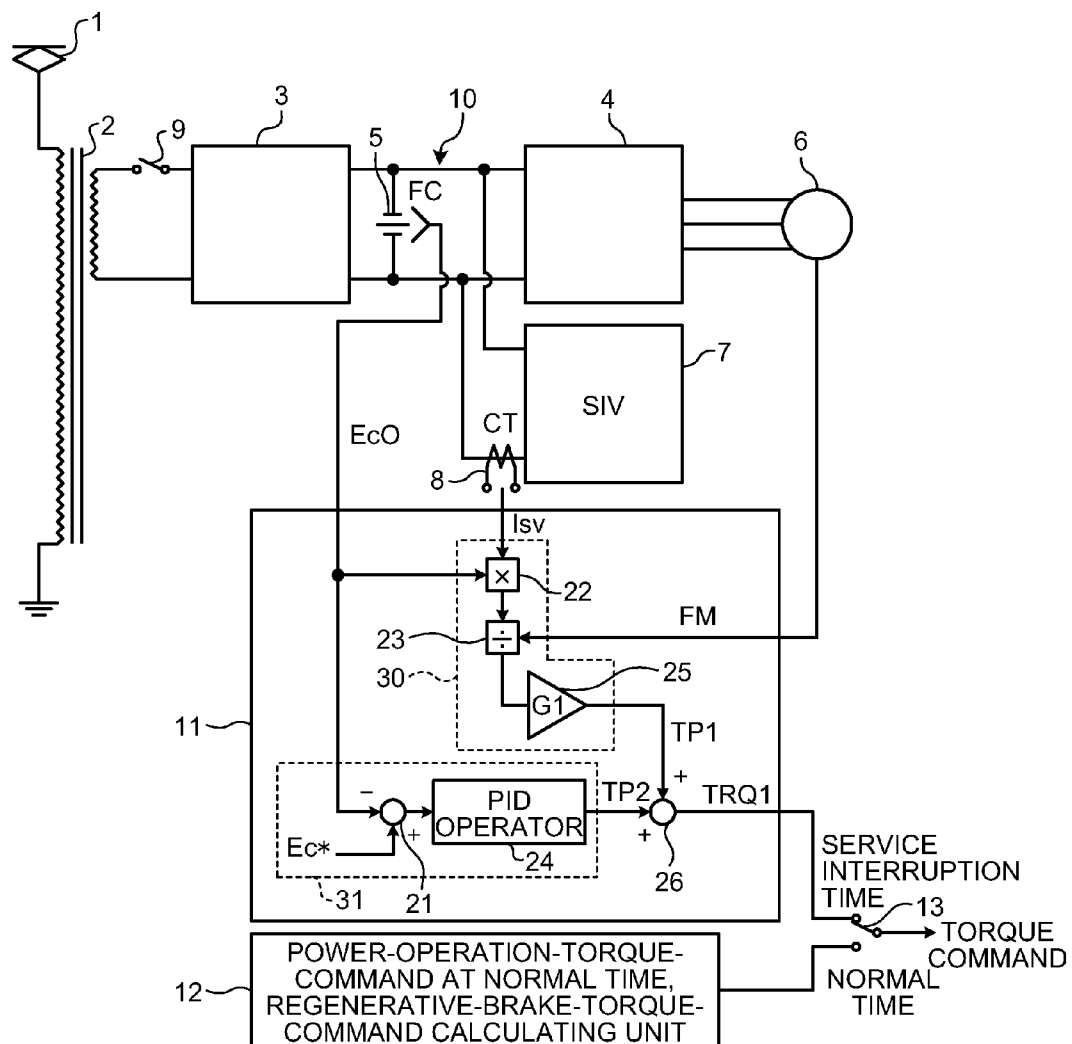 1
2
9
3
10
5
FC
4
6
7
SIV
CT
EcO
8
Isv
×
22
FM
23
÷
30
25
G1
11
TP1
–
+
PID
OPERATOR
TP2
TRQ1
+
+
Ec*
24
26
SERVICE
INTERRUPTION
TIME
31
21
13
TORQUE
COMMAND
12
POWER-OPERATION-TORQUE-
COMMAND AT NORMAL TIME,
REGENERATIVE-BRAKE-TORQUE-
COMMAND CALCULATING UNIT
NORMAL
TIME